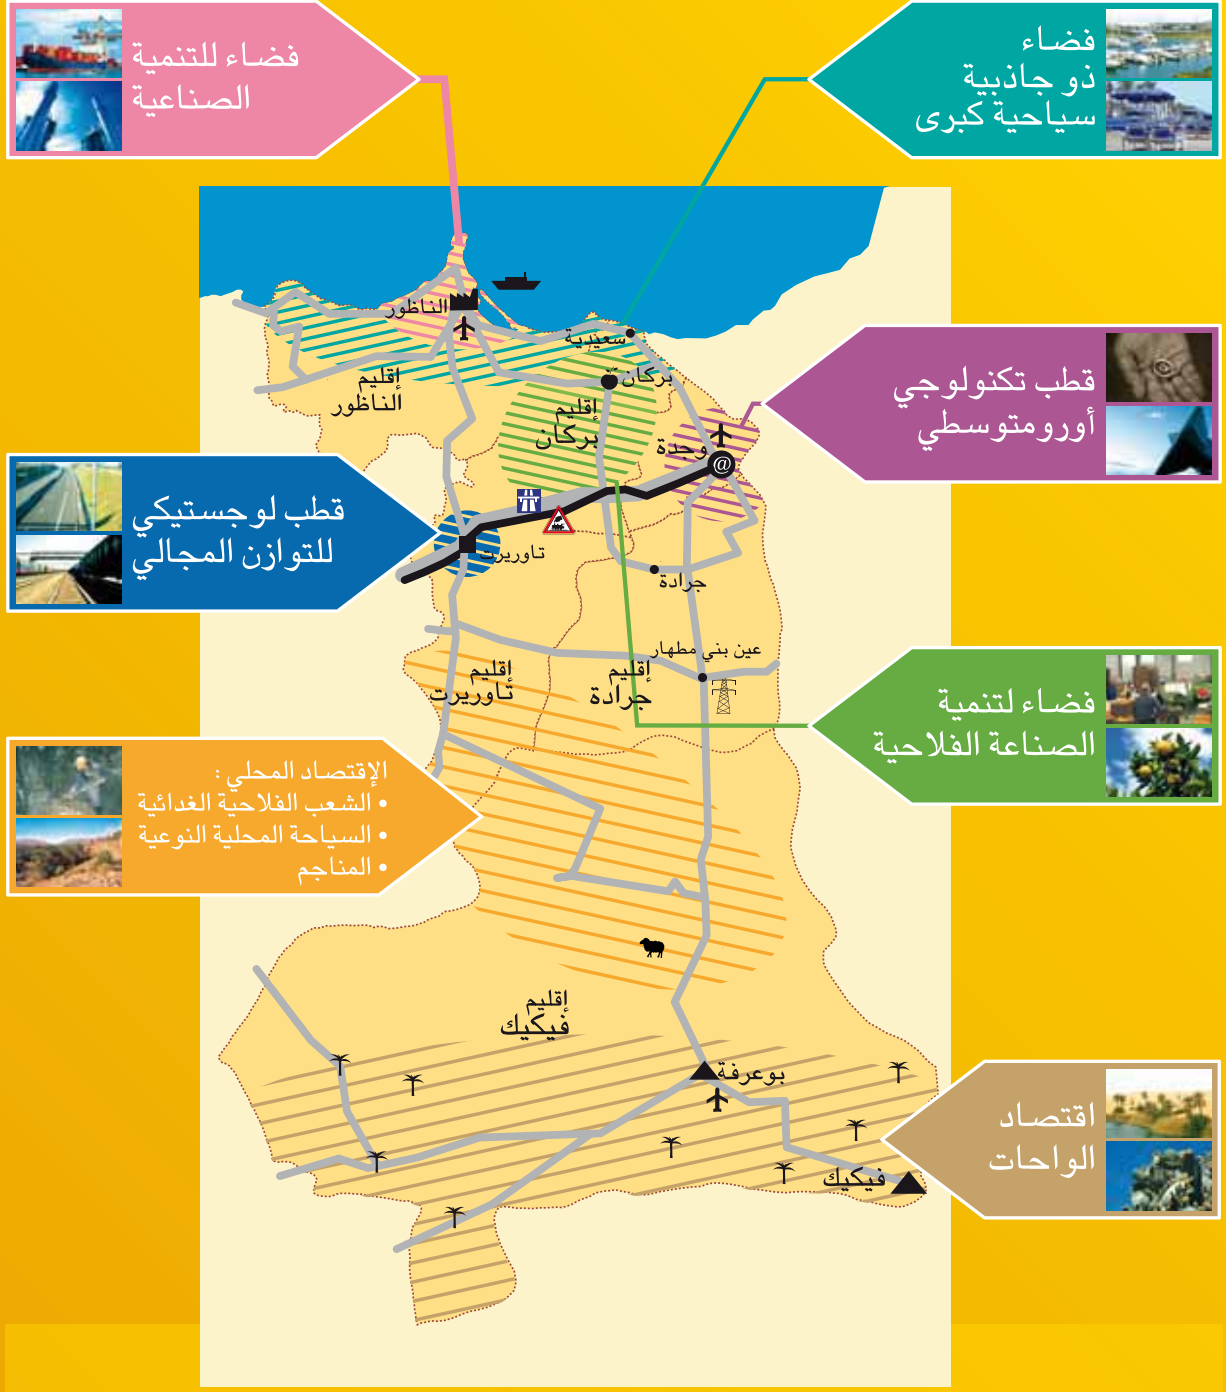 فضاء
ذو جاذبية
سياحية كبرى
فضاء للتنمية
الصناعية
الناظور
سعيدية
بركان
إقليم
الناظور
إقليم
بركان
وجدة
@
قطب تكنولوجي
أورومتوسطي
قطب لوجستيكي
للتوازن المجالي
تاوريرت
جرادة
عين بني مطهار
إقليم
تاوريرت
إقليم
جرادة
فضاء لتنمية
الصناعة الفلاحية
الإقتصاد المحلي :
• الشعب الفلاحية الغدائية
• السياحة المحلية النوعية
• المناجم
إقليم
فيكيك
بوعرفة
فيكيك
اقتصاد
الواحات